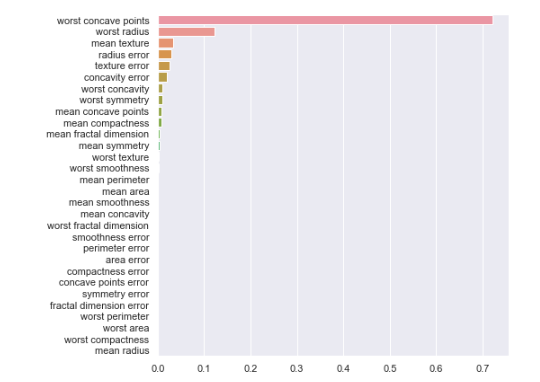 worst concave points
worst radius
mean texture
radius error
texture error
concavity error
worst concavity
worst symmetry
mean concave points
mean compactness
mean fractal dimension
mean symmetry
worst texture
worst smoothness
mean perimeter
mean area
mean smoothness
mean concavity
worst fractal dimension
smoothness error
perimeter error
area error
compactness error
concave points error
symmetry error
fractal dimension error
worst perimeter
worst area
worst compactness
mean radius
0.0 0.1 0.2 0.3 0.4 0.5 0.6 0.7